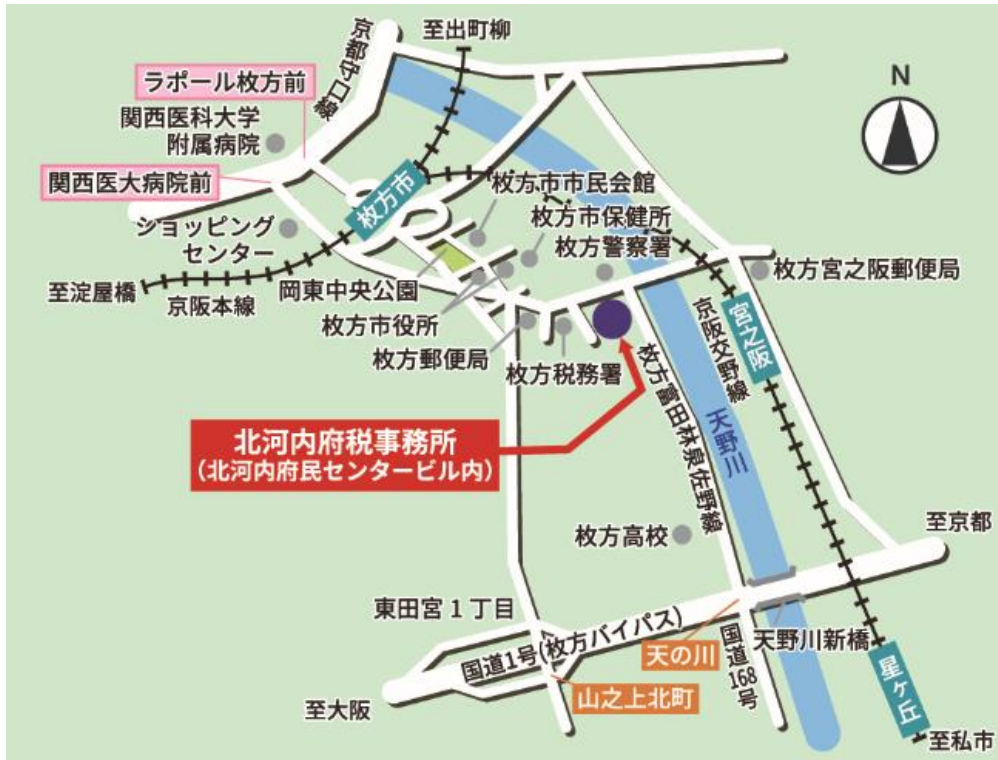 至出町柳
京都守口線
ラポール枚方前
関西医科大学
附属病院
N
関西医大病院前
枚方市
枚方市市民会館
ショッピング
センター
枚方市保健所
枚方警察署
枚方宮之阪郵便局
至淀屋橋
京阪本線
岡東中央公園
枚方市役所
枚方郵便局
枚方税務署
京阪交野線
宮之阪
天野川
枚方富田林泉佐野線
北河内府税事務所
(北河内府民センタービル内)
枚方高校
至京都
東田宮1丁目
国道1号(枚方バイパス)
天の川
天野川新橋
国道168号
山之上北町
星ヶ丘
至大阪
至私市